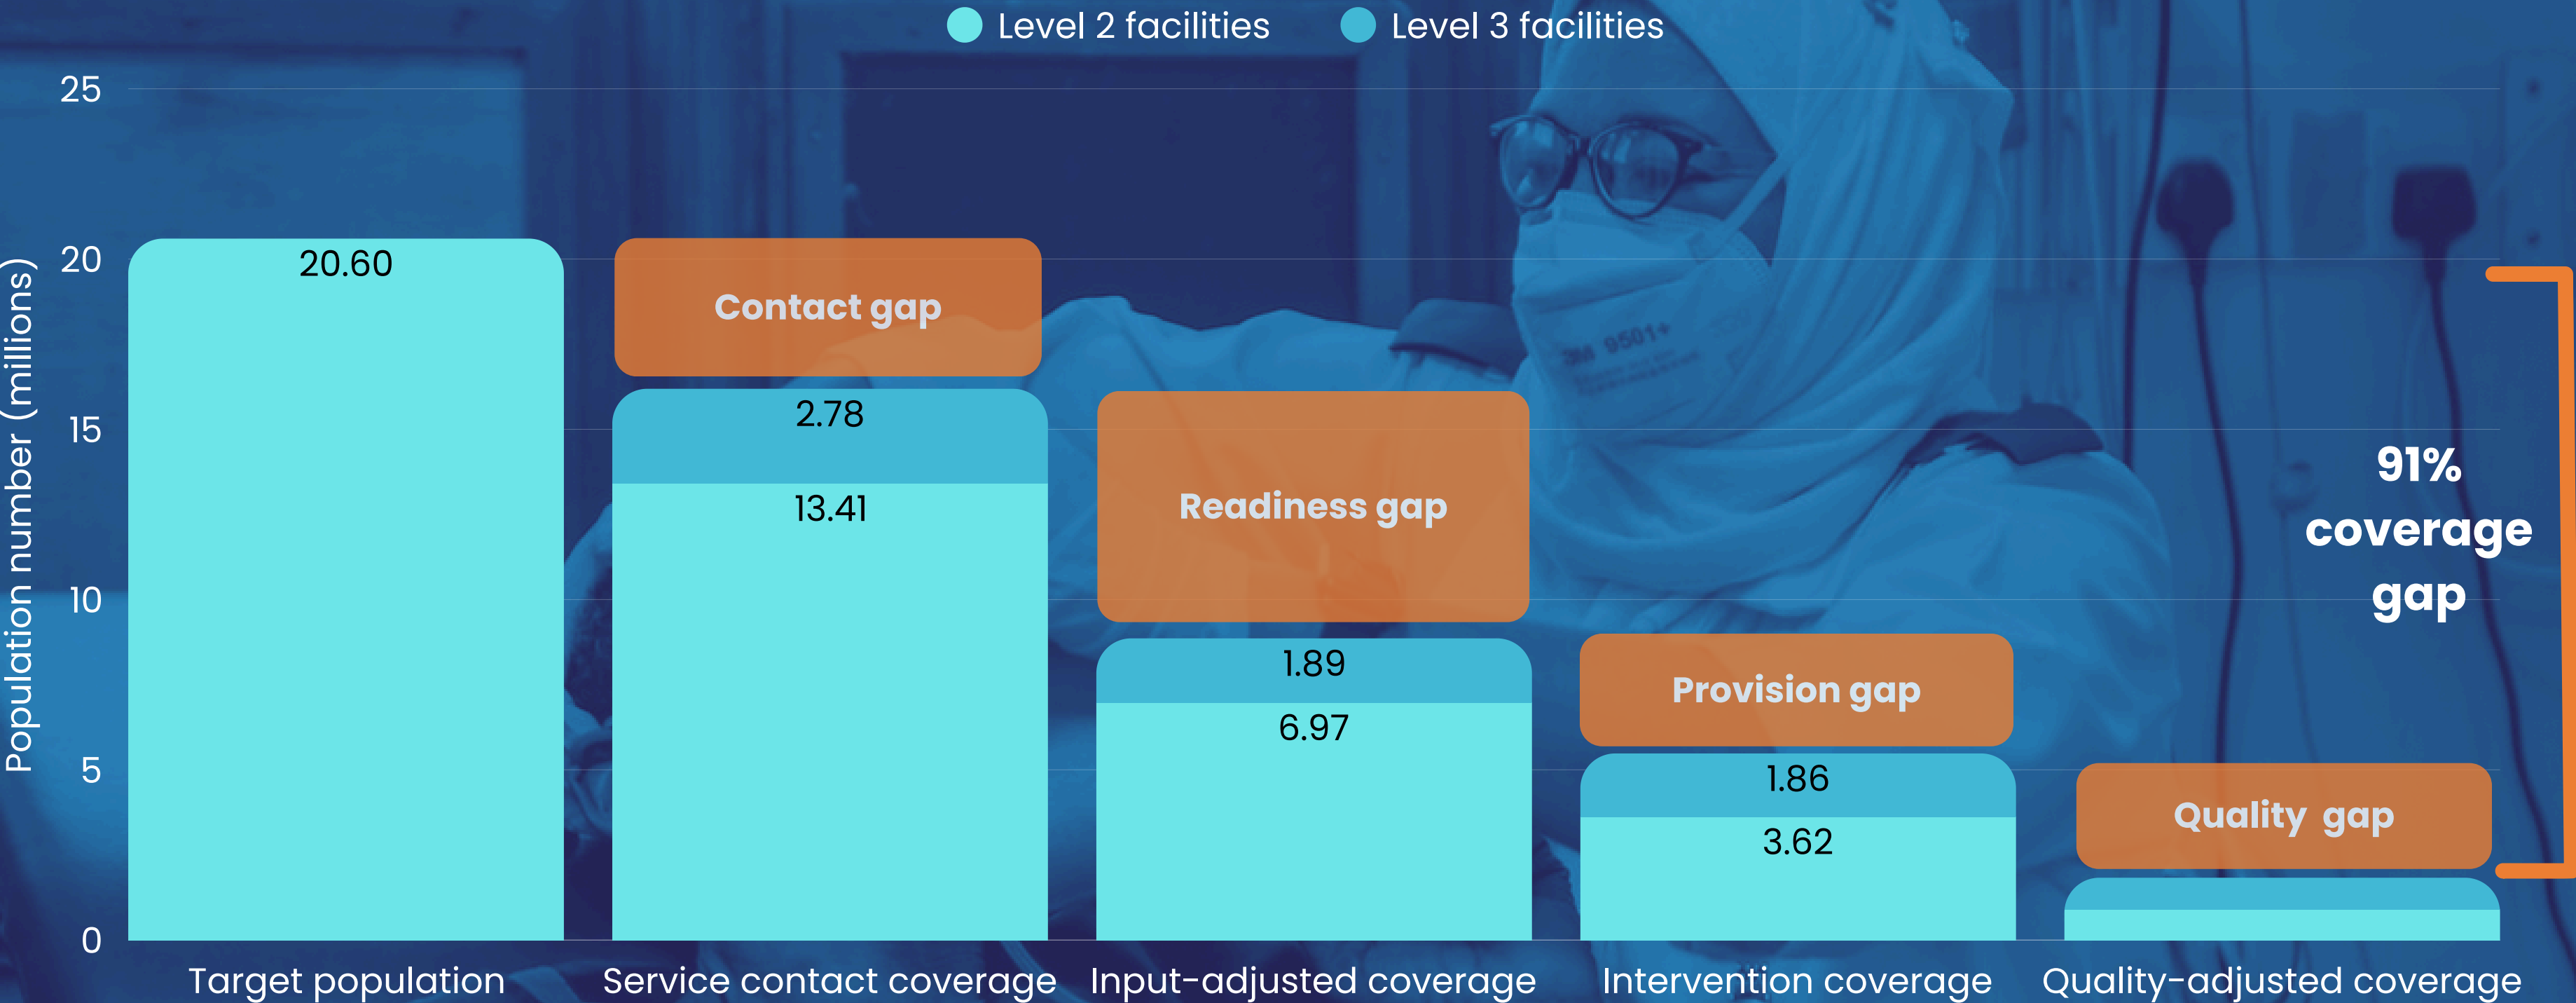 Level 2 facilities
Level 3 facilities
Population number (millions)
25
20
15
10
5
0
20.60
Contact gap
2.78
13.41
Readiness gap
1.89
6.97
Provision gap
1.86
3.62
Quality gap
91%
coverage
gap
3M 9501+
Target population
Service contact coverage
Input-adjusted coverage
Intervention coverage
Quality-adjusted coverage